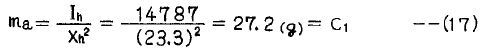 ma = Ih / Xh² = 14787 / (23.3)² = 27.2 (g) = C₁ --(17)